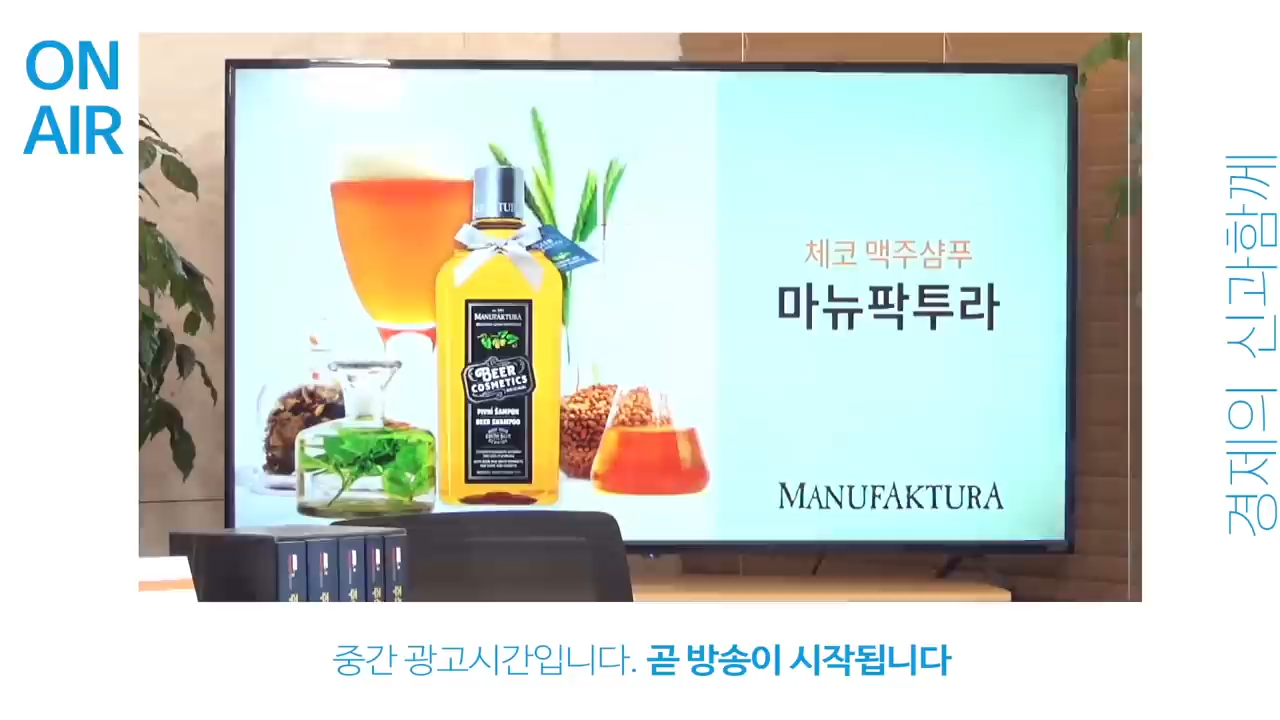 ON
AIR
체코 맥주샴푸
마뉴팍투라
MANUFAKTURA
MANUFAKTURA
BEER
COSMETICS
PIVNÍ ŠAMPON
BEER SHAMPOO
경제의 신과함께
중간 광고시간입니다. 곧 방송이 시작됩니다